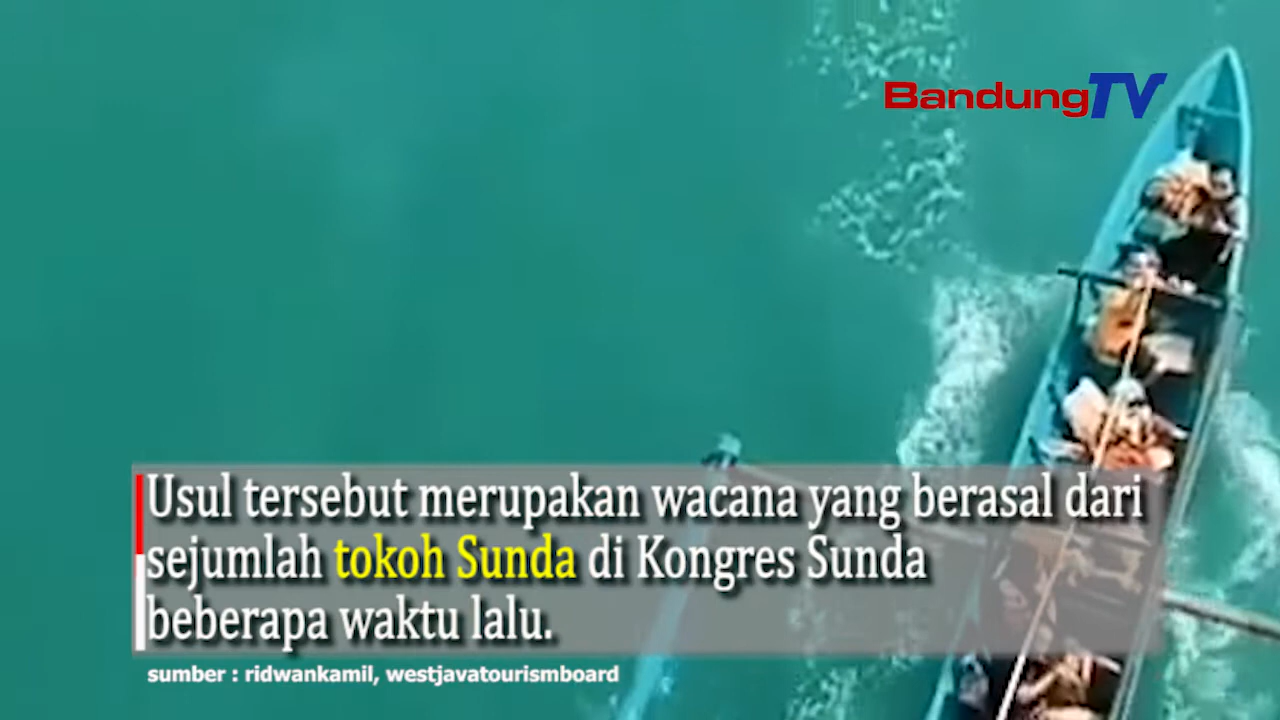 BandungTV
Usul tersebut merupakan wacana yang berasal dari
sejumlah tokoh Sunda di Kongres Sunda
beberapa waktu lalu.
sumber : ridwankamil, westjavatourismboard